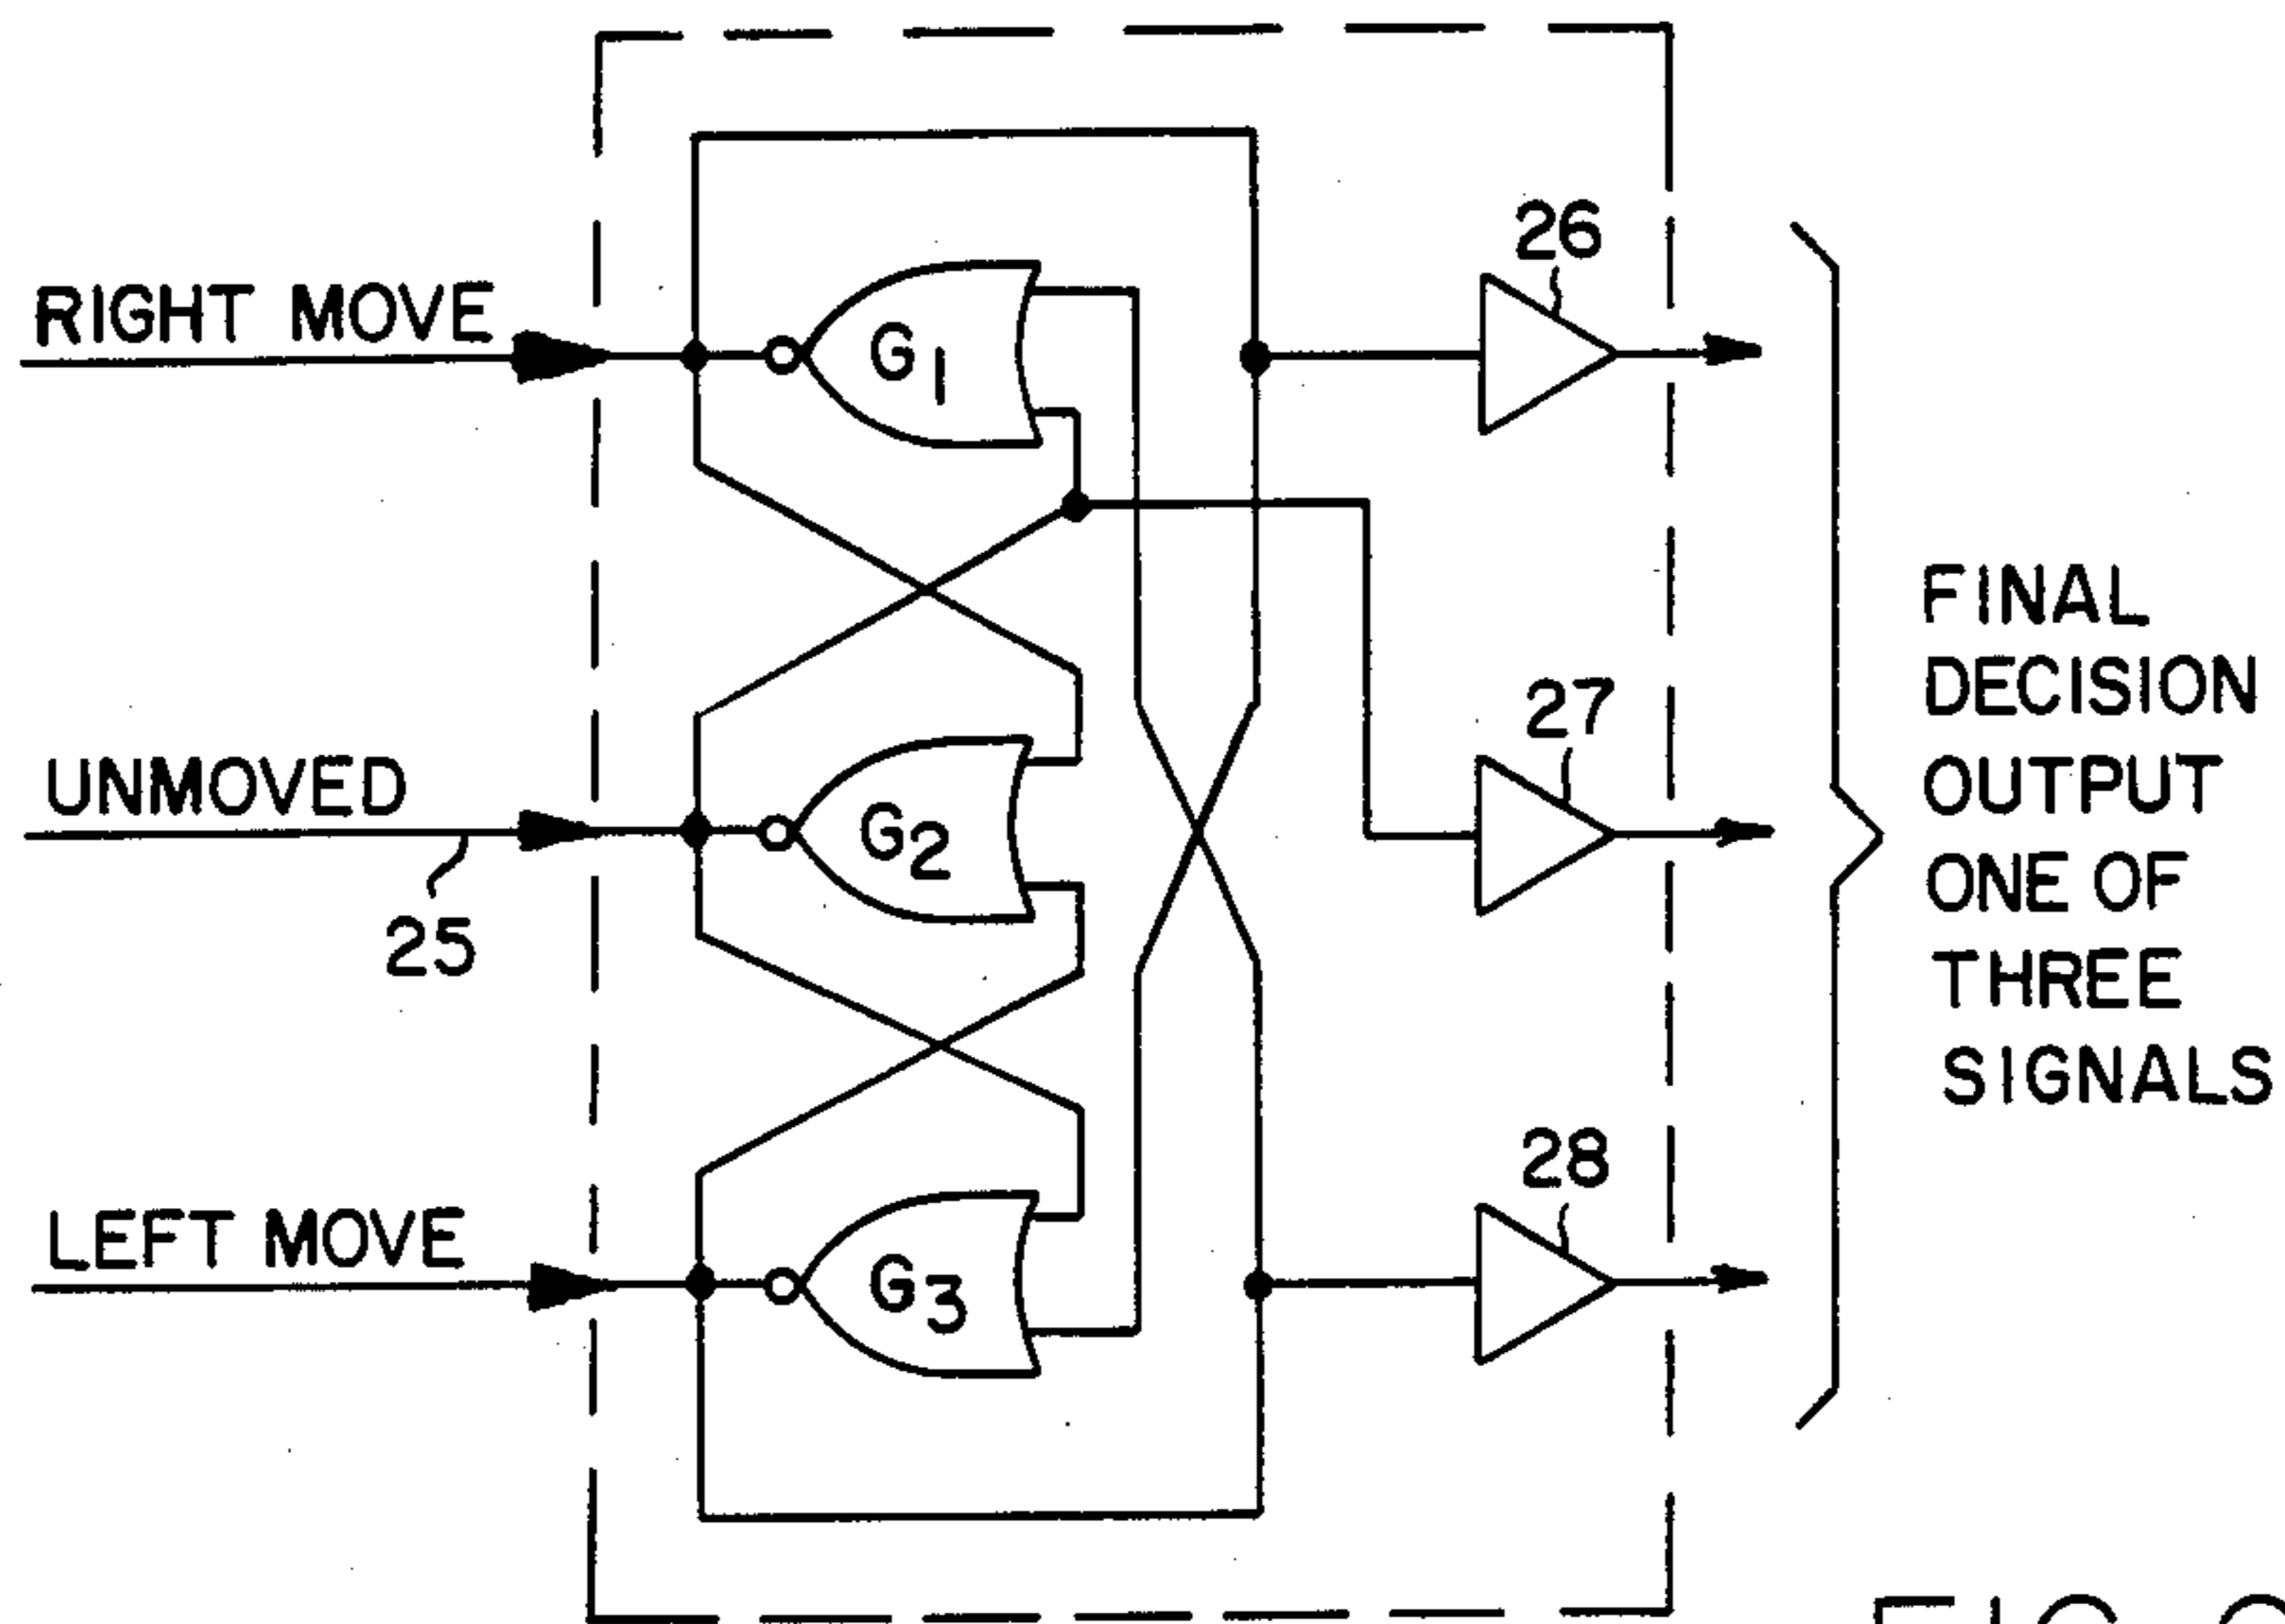 RIGHT MOVE
UNMOVED
25
LEFT MOVE
G1
G2
G3
26
27
28
FINAL
DECISION
OUTPUT
ONE OF
THREE
SIGNALS